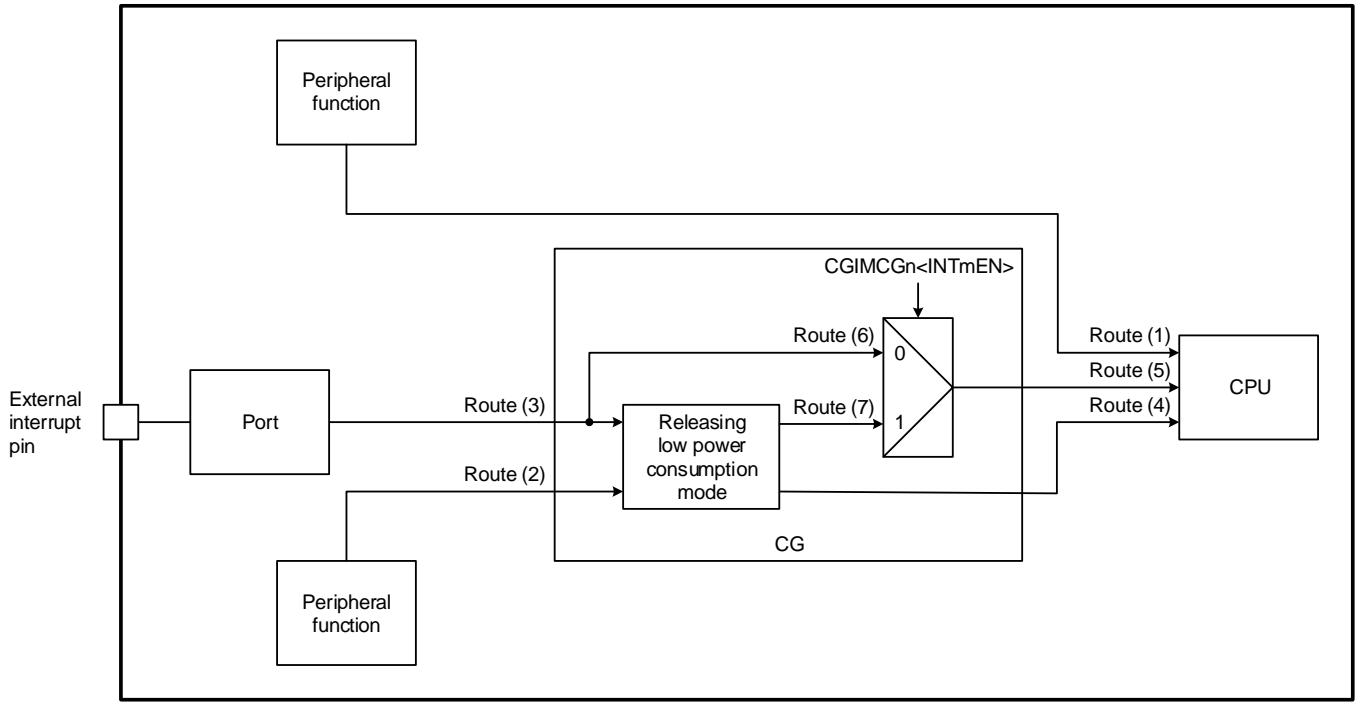 Peripheral
function
CGIMCGn<INTmEN>
Route (6)
0
Route (1)
Route (5)
CPU
External
interrupt
pin
Port
Route (3)
Route (7)
1
Route (4)
Releasing
low power
consumption
mode
Route (2)
CG
Peripheral
function